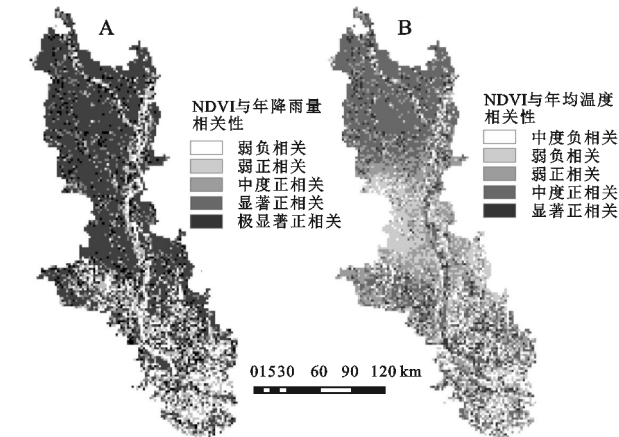 A
NDVI与年降雨量
相关性
弱负相关
弱正相关
中度正相关
显著正相关
极显著正相关
B
NDVI与年均温度
相关性
中度负相关
弱负相关
弱正相关
中度正相关
显著正相关
01530 60 90 120 km